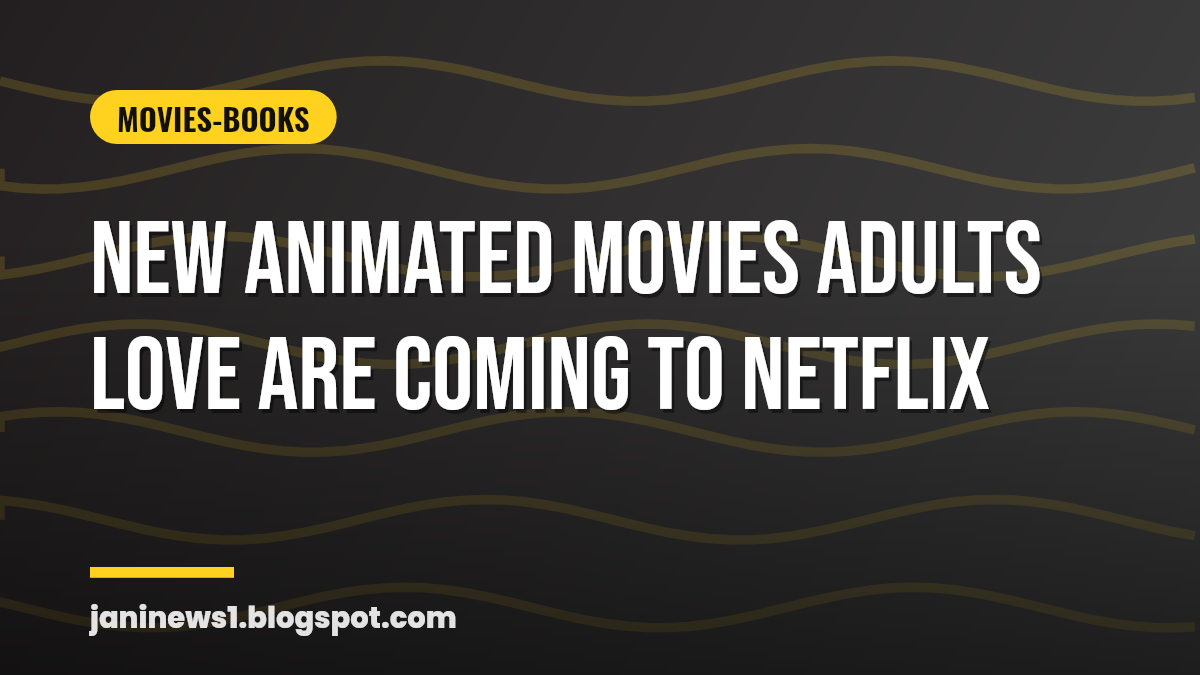 MOVIES-BOOKS
NEW ANIMATED MOVIES ADULTS
LOVE ARE COMING TO NETFLIX
janinews1.blogspot.com